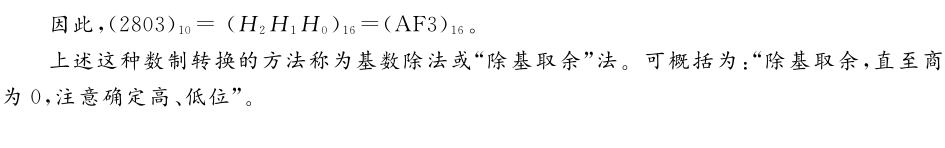 因此,(2803)₁₀= (H₂H₁H₀)₁₆=(AF3)₁₆。
上述这种数制转换的方法称为基数除法或“除基取余”法。可概括为:“除基取余,直至商
为 0,注意确定高、低位”。